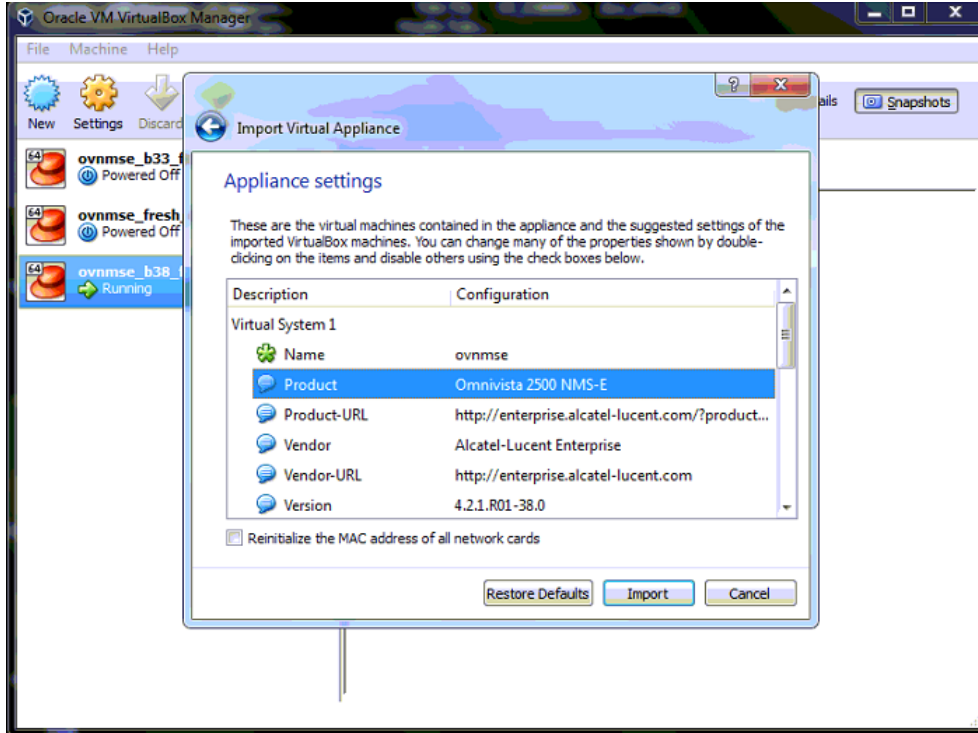 Oracle VM VirtualBox Manager
File Machine Help
New Settings Discard
ails Snapshots
64 ovnmse_b33_f
Powered Off
64 ovnmse_fresh_
Powered Off
64 ovnmse_b38_f
Running
Import Virtual Appliance
Appliance settings
These are the virtual machines contained in the appliance and the suggested settings of the
imported VirtualBox machines. You can change many of the properties shown by double-
clicking on the items and disable others using the check boxes below.
Description Configuration
Virtual System 1
Name ovnmse
Product Omnivista 2500 NMS-E
Product-URL http://enterprise.alcatel-lucent.com/?product...
Vendor Alcatel-Lucent Enterprise
Vendor-URL http://enterprise.alcatel-lucent.com
Version 4.2.1.R01-38.0
Reinitialize the MAC address of all network cards
Restore Defaults Import Cancel